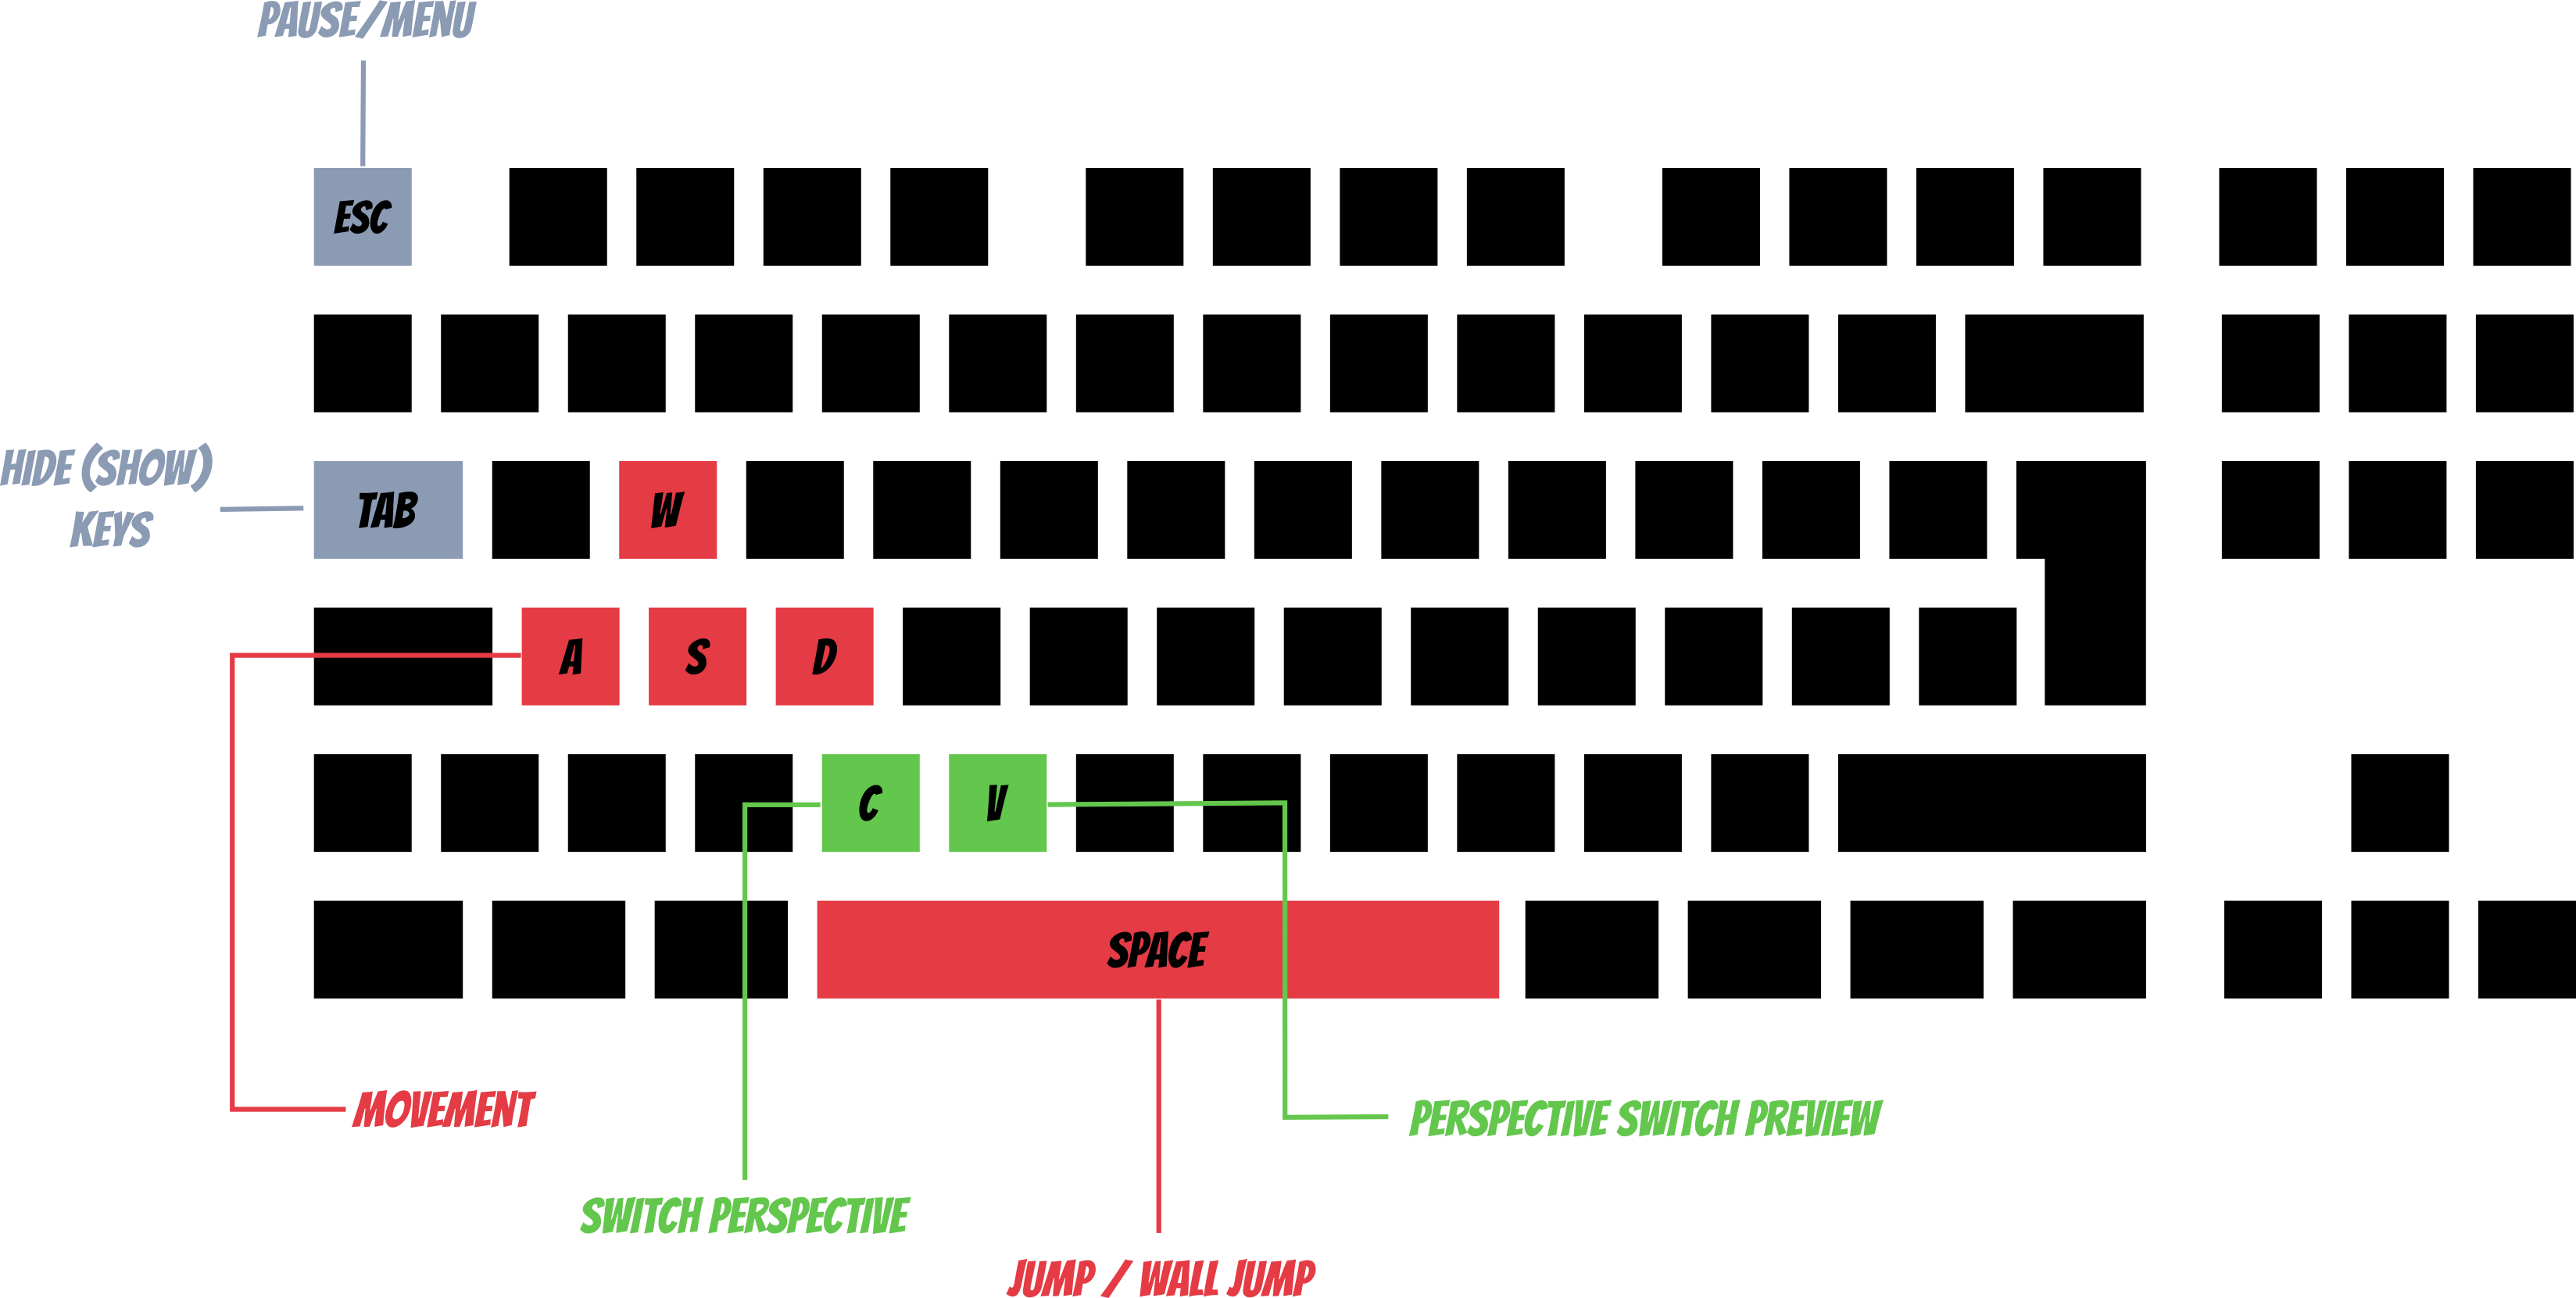 PAUSE/MENU
ESC
HIDE (SHOW)
KEYS
TAB
W
A
S
D
C
V
SPACE
MOVEMENT
PERSPECTIVE SWITCH PREVIEW
SWITCH PERSPECTIVE
JUMP / WALL JUMP